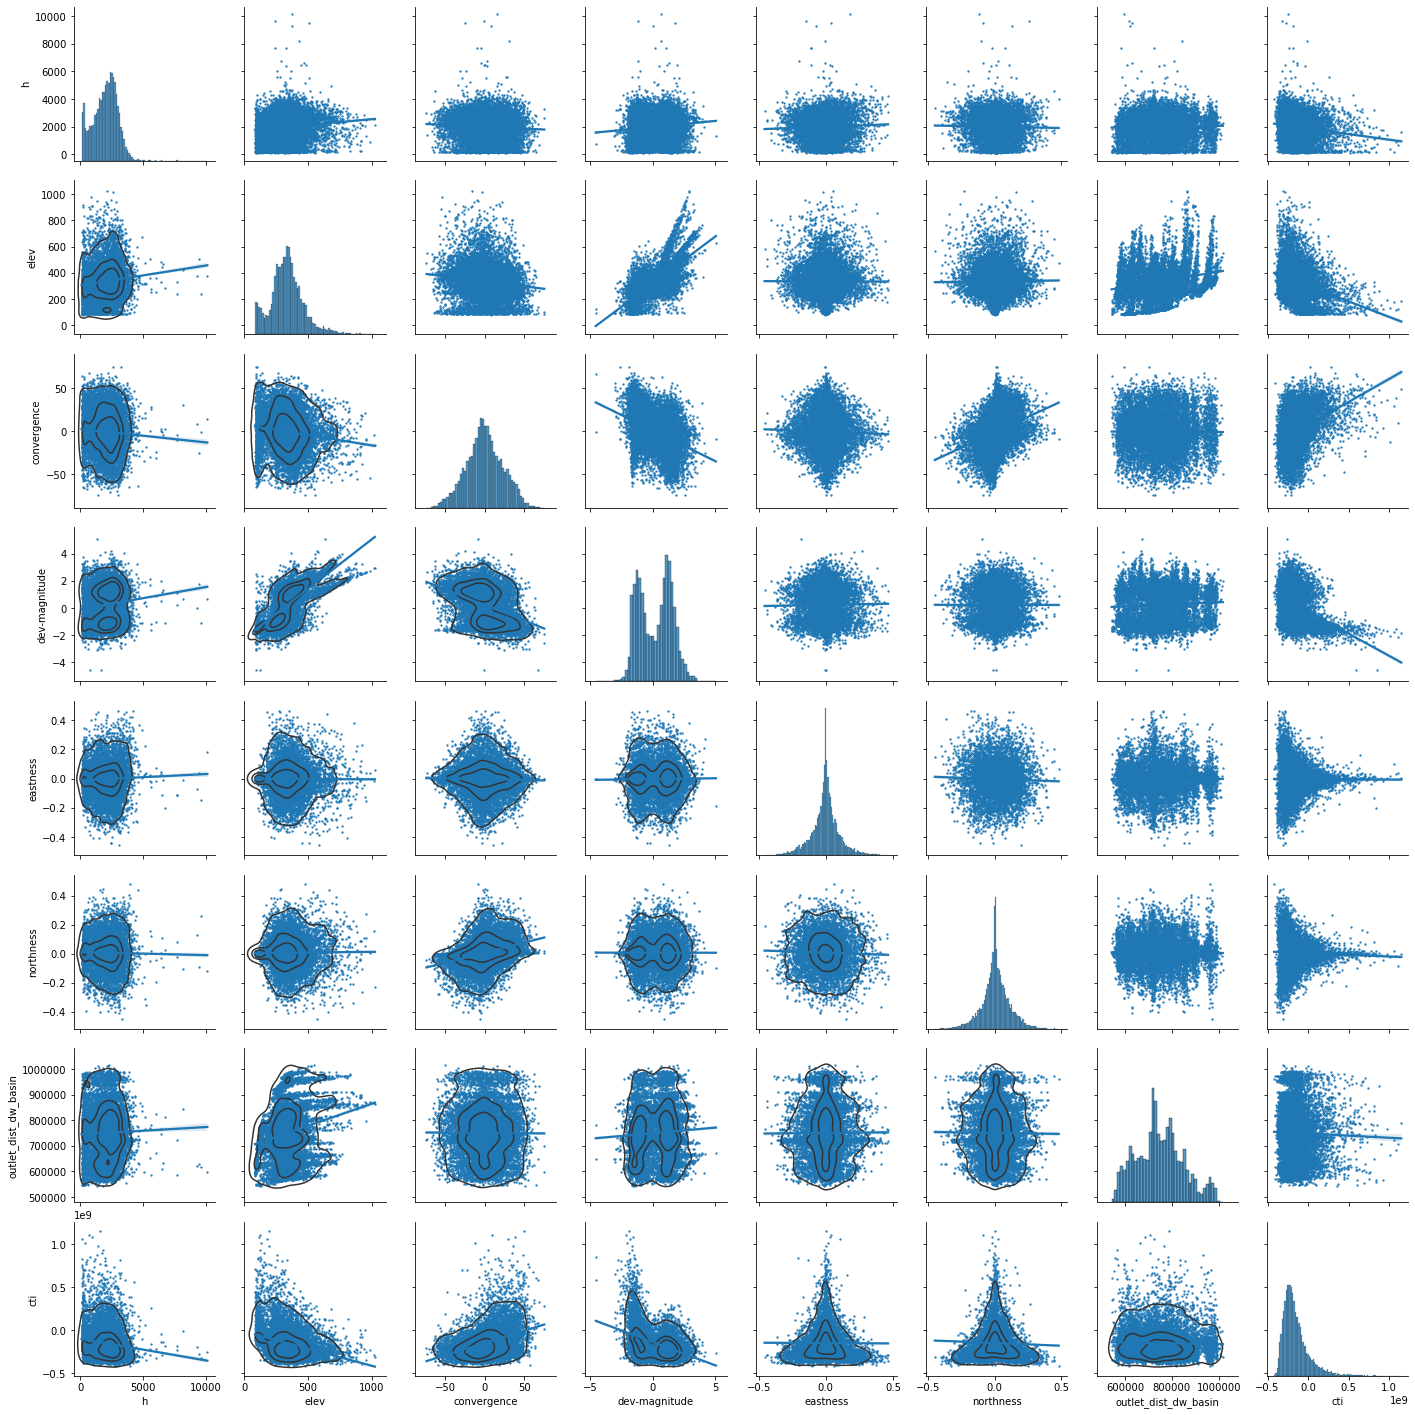 10000
8000
6000
4000
2000
0
h
1000
800
600
400
200
0
elev
50
0
−50
convergence
4
2
0
−2
−4
dev-magnitude
0.4
0.2
0.0
−0.2
−0.4
eastness
0.4
0.2
0.0
−0.2
−0.4
northness
1000000
900000
800000
700000
600000
500000
outlet_dist_dw_basin
1e9
1.0
0.5
0.0
−0.5
cti
0 5000 10000
0 500 1000
−50 0 50
−5 0 5
−0.5 0.0 0.5
−0.5 0.0 0.5
600000 800000 1000000
−0.5 0.0 0.5 1.0
1e9
h elev convergence dev-magnitude eastness northness outlet_dist_dw_basin cti